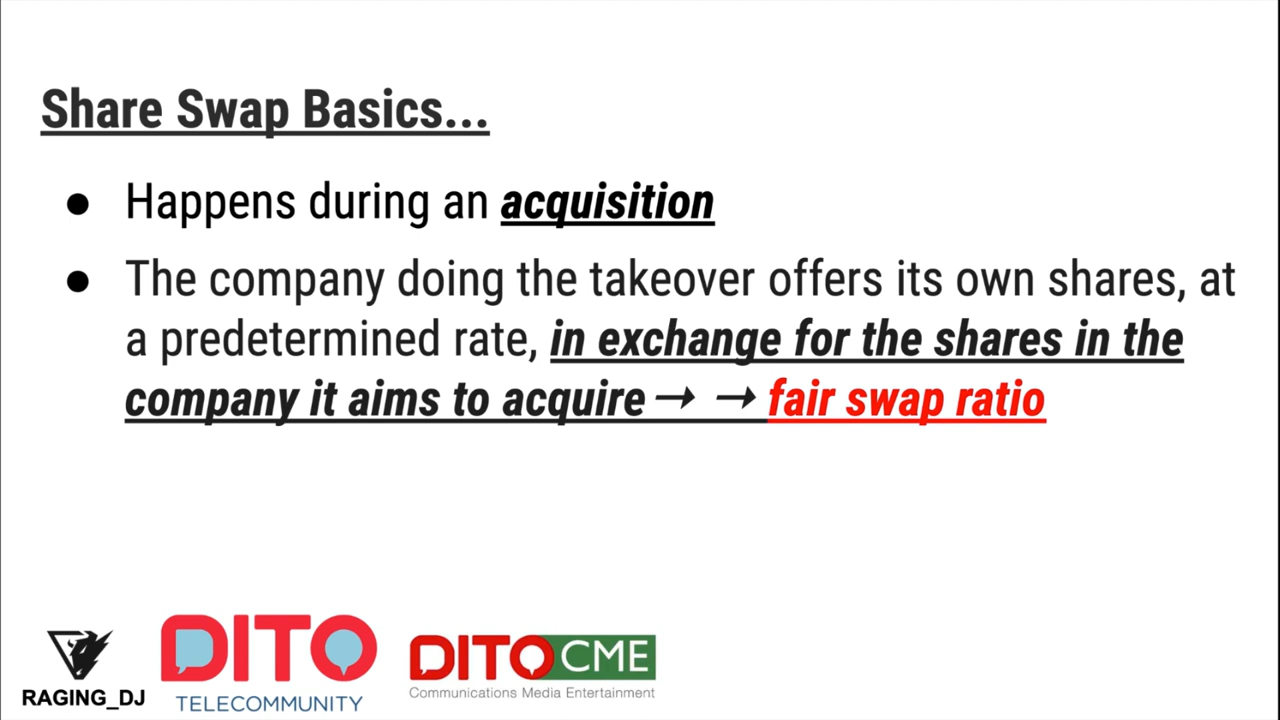 Share Swap Basics...
● Happens during an acquisition
● The company doing the takeover offers its own shares, at
a predetermined rate, in exchange for the shares in the
company it aims to acquire→ →fair swap ratio
RAGING_DJ
DITO
TELECOMMUNITY
DITO CME
Communications Media Entertainment